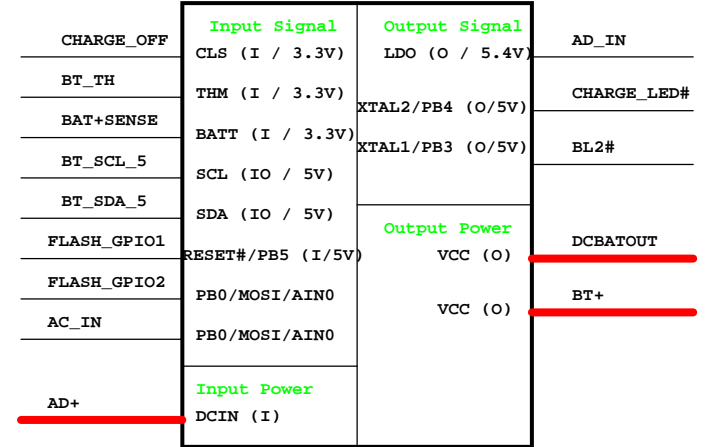 Input Signal
Output Signal
CHARGE_OFF
CLS (I / 3.3V)
LDO (O / 5.4V)
AD_IN
BT_TH
THM (I / 3.3V)
XTAL2/PB4 (O/5V)
CHARGE_LED#
BAT+SENSE
BATT (I / 3.3V)
XTAL1/PB3 (O/5V)
BL2#
BT_SCL_5
SCL (IO / 5V)
BT_SDA_5
SDA (IO / 5V)
Output Power
FLASH_GPIO1
RESET#/PB5 (I/5V)
VCC (O)
DCBATOUT
FLASH_GPIO2
PB0/MOSI/AIN0
VCC (O)
BT+
AC_IN
PB0/MOSI/AIN0
Input Power
AD+
DCIN (I)